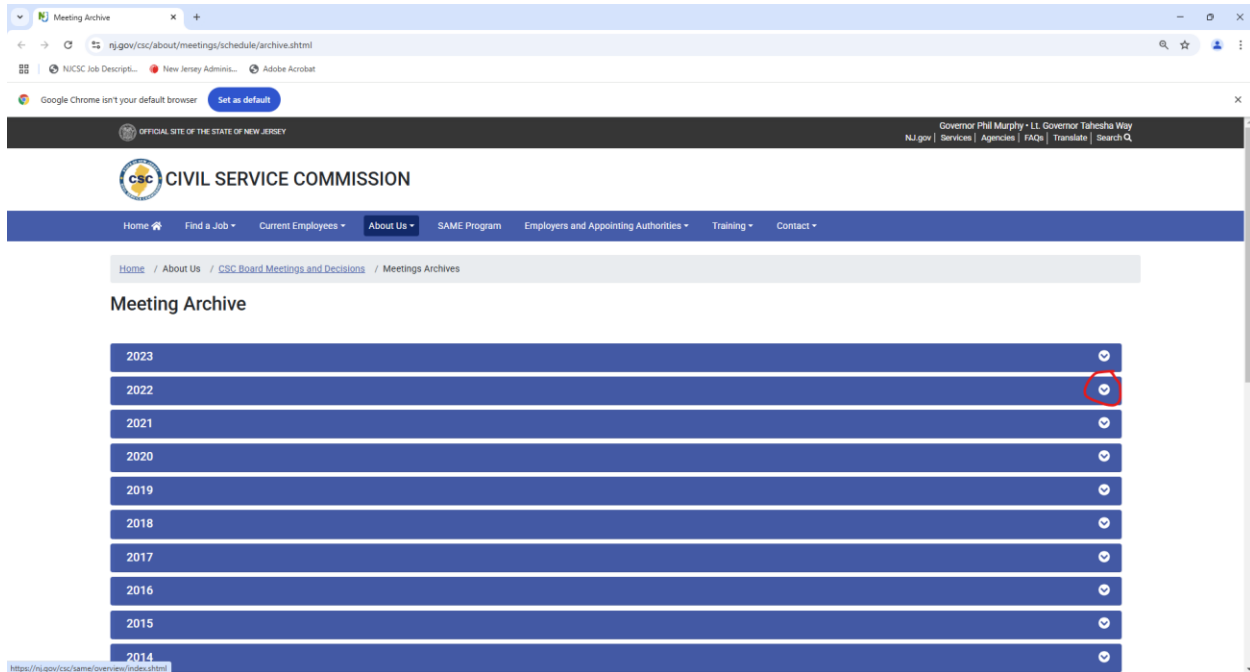 Meeting Archive
nj.gov/csc/about/meetings/schedule/archive.shtml
NJCSC Job Descripti... New Jersey Adminis... Adobe Acrobat
Google Chrome isn't your default browser Set as default
OFFICIAL SITE OF THE STATE OF NEW JERSEY
Governor Phil Murphy • Lt. Governor Tahesha Way
NJ.gov | Services | Agencies | FAQs | Translate | Search
CSC CIVIL SERVICE COMMISSION
Home Find a Job Current Employees About Us SAME Program Employers and Appointing Authorities Training Contact
Home / About Us / CSC Board Meetings and Decisions / Meetings Archives
Meeting Archive
2023
2022
2021
2020
2019
2018
2017
2016
2015
2014
https://nj.gov/csc/same/overview/index.shtml